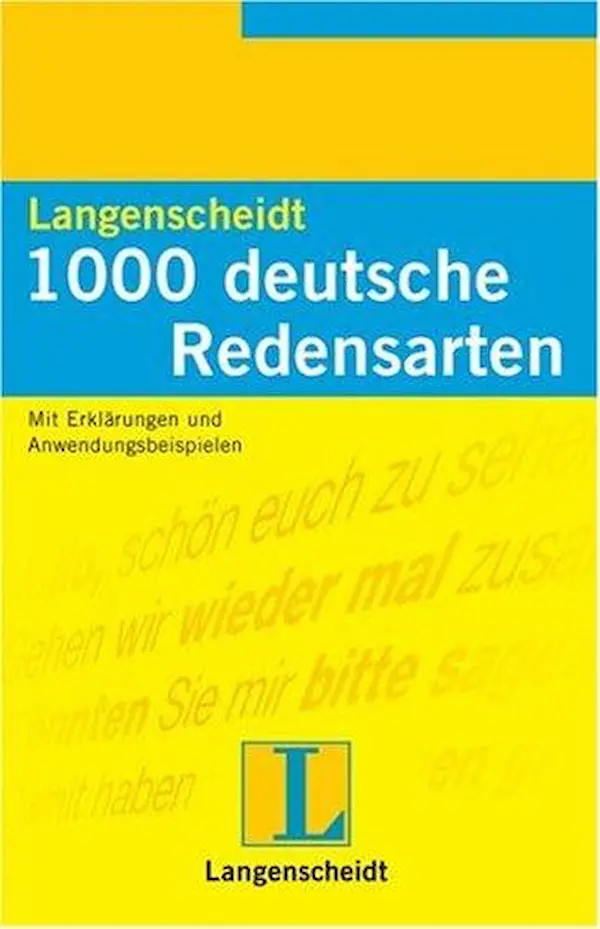 Langenscheidt
1000 deutsche
Redensarten
Mit Erklärungen und
Anwendungsbeispielen
schön euch zu
wir wieder mal
Sie mir bitte
haben
L
Langenscheidt